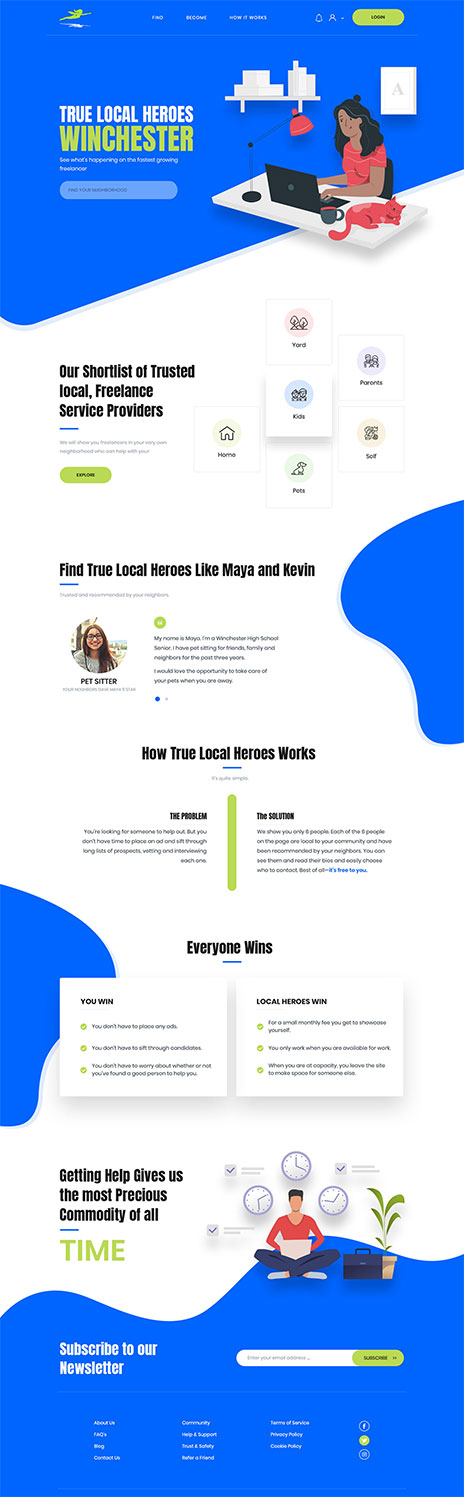 FIND BECOME HOW IT WORKS LOGIN
TRUE LOCAL HEROES
WINCHESTER
See what's happening on the fastest growing
freelancer
FIND YOUR NEIGHBORHOOD
A
Our Shortlist of Trusted
local, Freelance
Service Providers
We will show you freelancers in your very own
neighborhood who can help with your
EXPLORE
Yard
Parents
Kids
Home
Self
Pets
Find True Local Heroes Like Maya and Kevin
Trusted and recommended by your neighbors.
PET SITTER
YOUR NEIGHBORS GAVE MAYA 5 STAR
My name is Maya. I'm a Winchester High School
Senior. I have pet sitting for friends, family and
neighbors for the past three years.
I would love the opportunity to take care of
your pets when you are away.
How True Local Heroes Works
It's quite simple.
THE PROBLEM
You're looking for someone to help out. But you
don't have time to place an ad and sift through
long lists of prospects, vetting and interviewing
each one.
The SOLUTION
We show you only 8 people. Each of the 8 people
on the page are local to your community and have
been recommended by your neighbors. You can
see them and read their bios and easily choose
who to contact. Best of all—it's free to you.
Everyone Wins
YOU WIN
You don't have to place any ads.
You don't have to sift through candidates.
You don't have to worry about whether or not
you've found a good person to help you.
LOCAL HEROES WIN
For a small monthly fee you get to showcase
yourself.
You only work when you are available for work.
When you are at capacity, you leave the site
to make space for someone else.
Getting Help Gives us
the most Precious
Commodity of all
TIME
Subscribe to our
Newsletter
Enter your email address ...
SUBSCRIBE >>
About Us
FAQ's
Blog
Contact Us
Community
Help & Support
Trust & Safety
Refer a Friend
Terms of Service
Privacy Policy
Cookie Policy